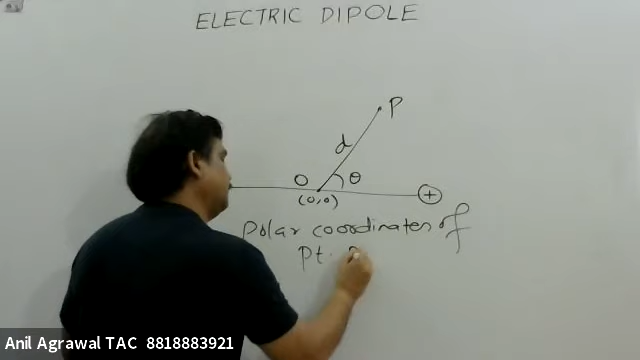 ELECTRIC DIPOLE
P
d
O θ
(0,0)
+
Polar coordinates of
Pt.
Anil Agrawal TAC 8818883921